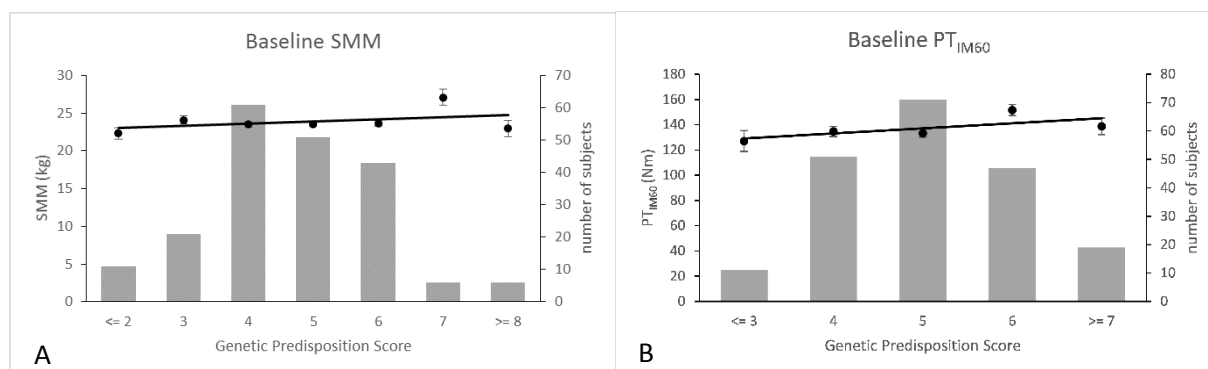 Baseline SMM
30
25
20
15
10
5
0
SMM (kg)
70
60
50
40
30
20
10
0
number of subjects
<= 2 3 4 5 6 7 >= 8
Genetic Predisposition Score
A
Baseline PT_IM60
180
160
140
120
100
80
60
40
20
0
PT_IM60 (Nm)
80
70
60
50
40
30
20
10
0
number of subjects
<= 3 4 5 6 >= 7
Genetic Predisposition Score
B